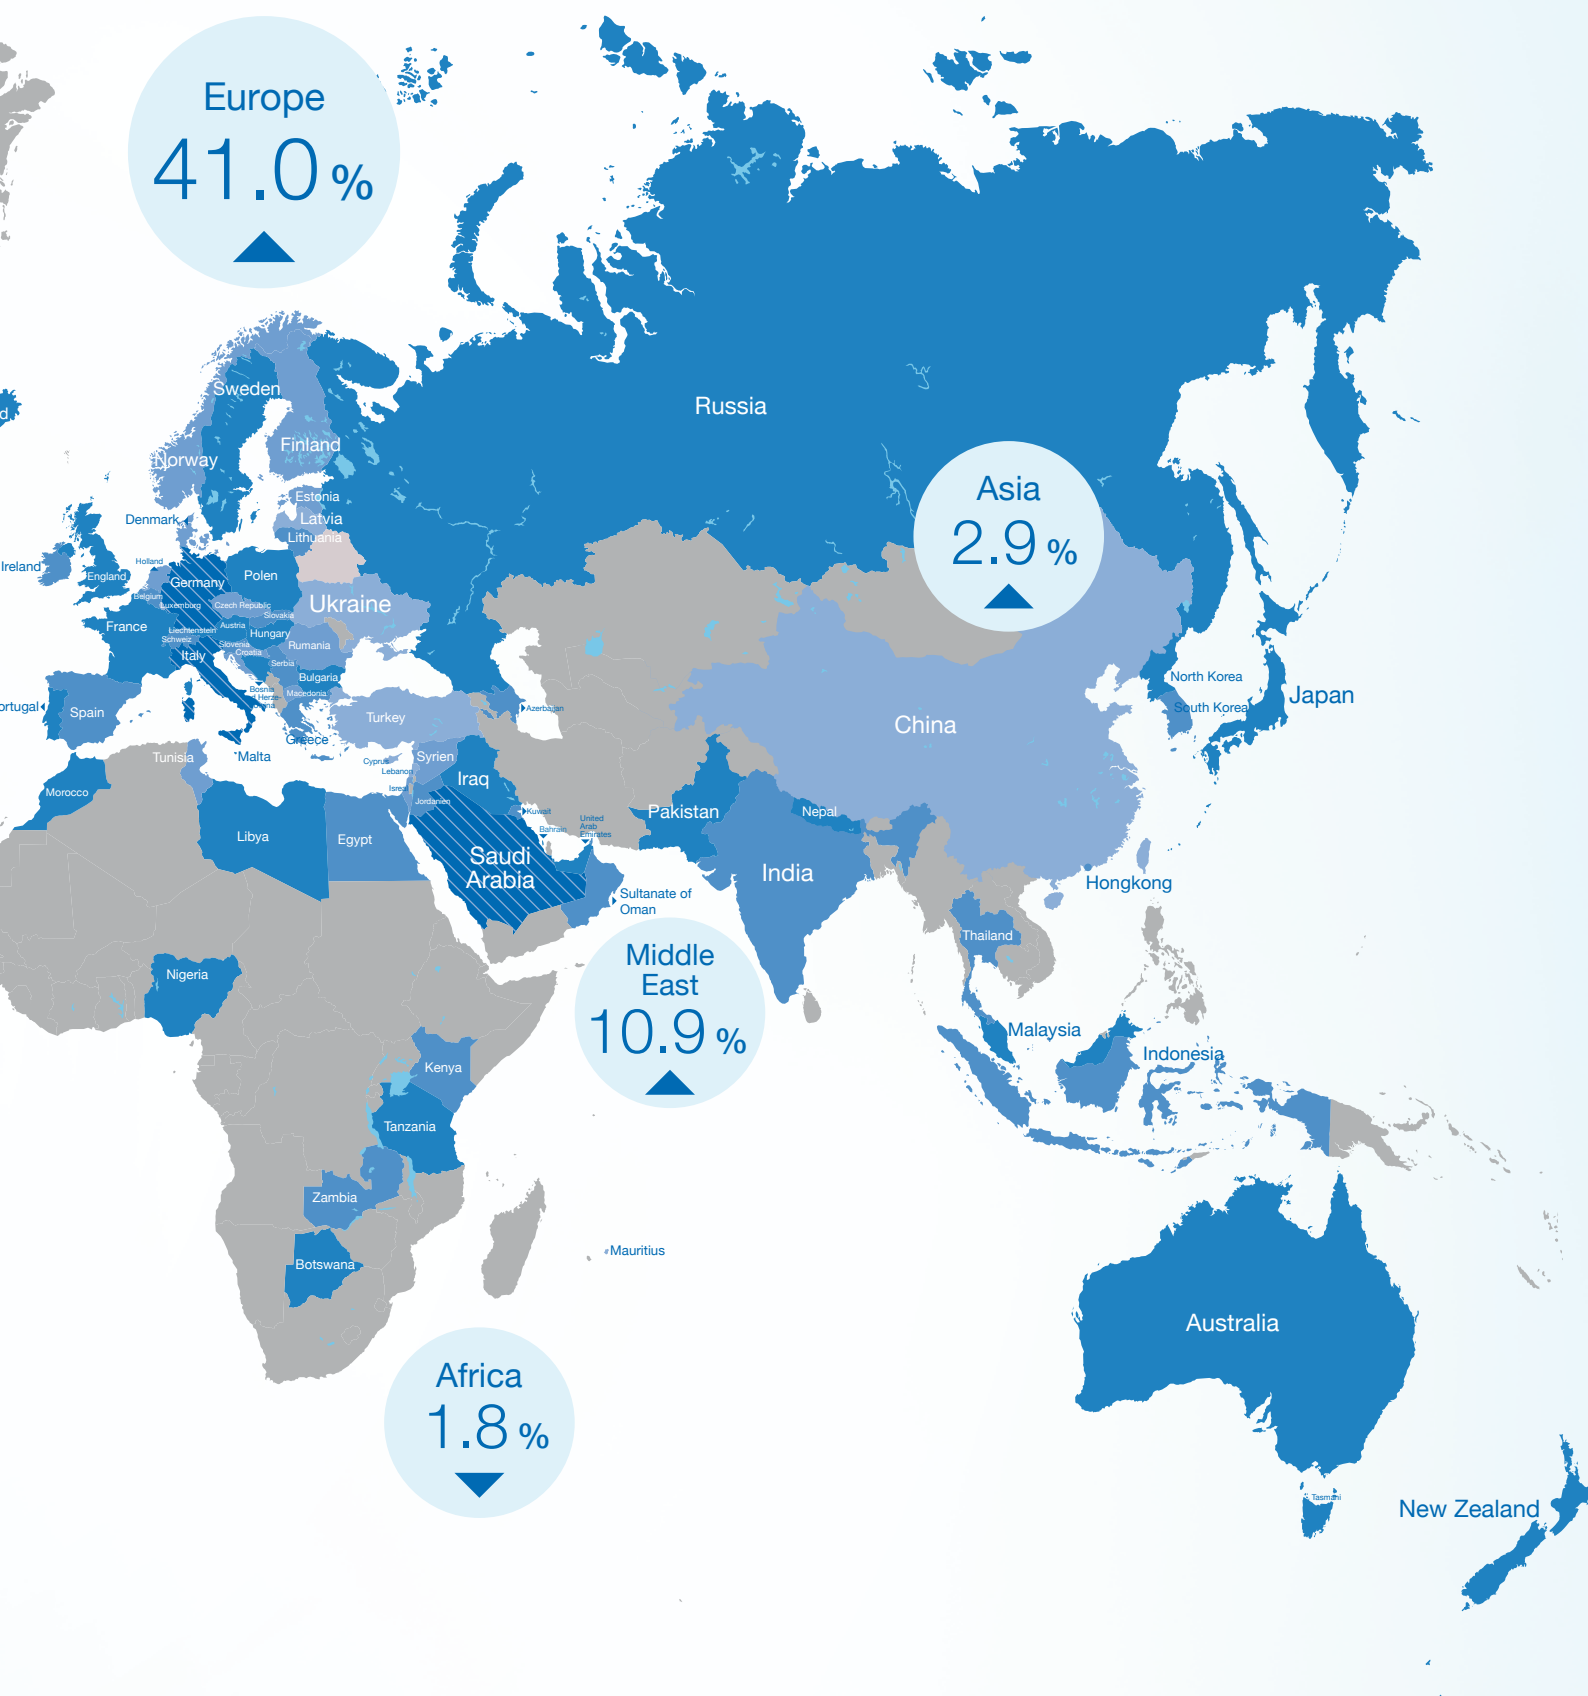 Europe
41.0 %
Sweden
Finland
Norway
Russia
Asia
2.9 %
Estonia
Latvia
Lithuania
Denmark
Ireland
England
Holland
Germany
Polen
Belgium
Luxemburg
Czech Republic
Ukraine
Slovakia
France
Liechtenstein
Austria
Hungary
Schweiz
Slovenia
Rumania
Italy
Croatia
Serbia
Bulgaria
Bosnia
Macedonia
Portugal
Spain
Azerbaijan
Turkey
Greece
Malta
Tunisia
Cyprus
Syrien
Lebanon
Iraq
Jordanien
Morocco
Libya
Egypt
Kuwait
Bahrain
United
Arab
Emirates
Saudi
Arabia
Sultanate of
Oman
Pakistan
Nepal
India
China
North Korea
South Korea
Japan
Hongkong
Thailand
Middle
East
10.9 %
Nigeria
Kenya
Malaysia
Indonesia
Tanzania
Zambia
Mauritius
Botswana
Australia
Africa
1.8 %
Tasmani
New Zealand